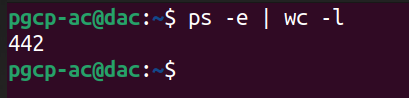 pgcp-ac@dac:~$ ps -e | wc -l
442
pgcp-ac@dac:~$